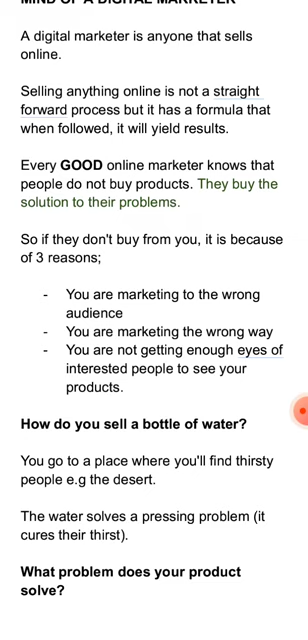 MIND OF A DIGITAL MARKETER
A digital marketer is anyone that sells
online.
Selling anything online is not a straight
forward process but it has a formula that
when followed, it will yield results.
Every GOOD online marketer knows that
people do not buy products. They buy the
solution to their problems.
So if they don't buy from you, it is because
of 3 reasons;
- You are marketing to the wrong
audience
- You are marketing the wrong way
- You are not getting enough eyes of
interested people to see your
products.
How do you sell a bottle of water?
You go to a place where you'll find thirsty
people e.g the desert.
The water solves a pressing problem (it
cures their thirst).
What problem does your product
solve?